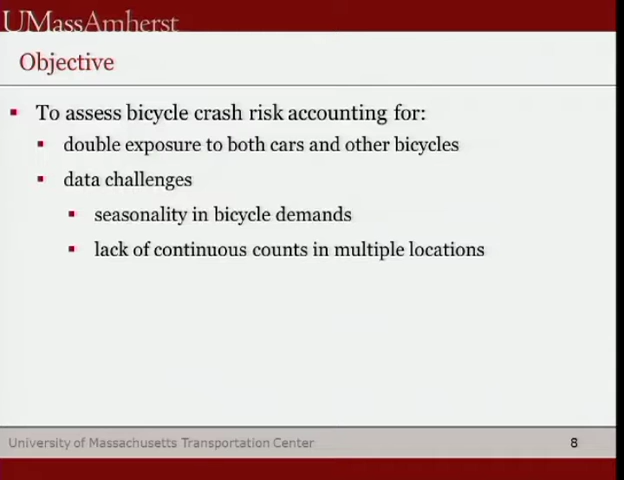 UMassAmherst
Objective
To assess bicycle crash risk accounting for:
double exposure to both cars and other bicycles
data challenges
seasonality in bicycle demands
lack of continuous counts in multiple locations
University of Massachusetts Transportation Center
8